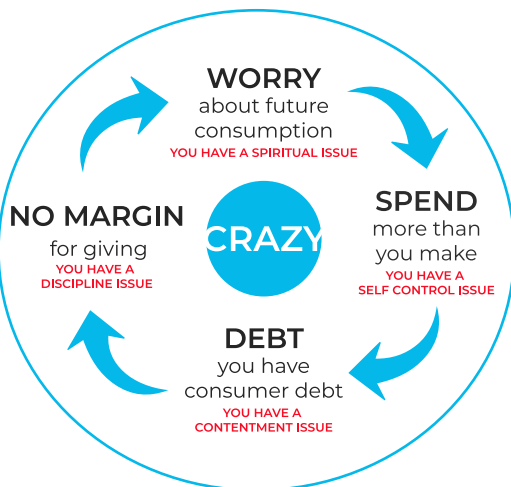 WORRY
about future
consumption
YOU HAVE A SPIRITUAL ISSUE
SPEND
more than
you make
YOU HAVE A
SELF CONTROL ISSUE
DEBT
you have
consumer debt
YOU HAVE A
CONTENTMENT ISSUE
NO MARGIN
for giving
YOU HAVE A
DISCIPLINE ISSUE
CRAZY